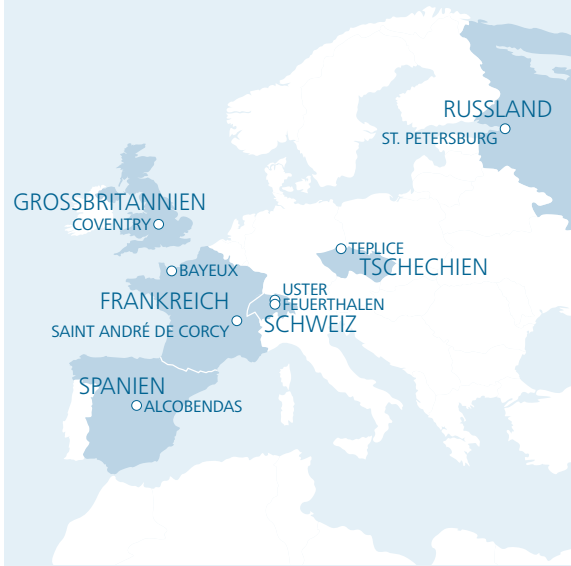 RUSSLAND
ST. PETERSBURG
GROSSBRITANNIEN
COVENTRY
TEPLICE
TSCHECHIEN
BAYEUX
USTER
FEUERTHALEN
FRANKREICH
SCHWEIZ
SAINT ANDRÉ DE CORCY
SPANIEN
ALCOBENDAS